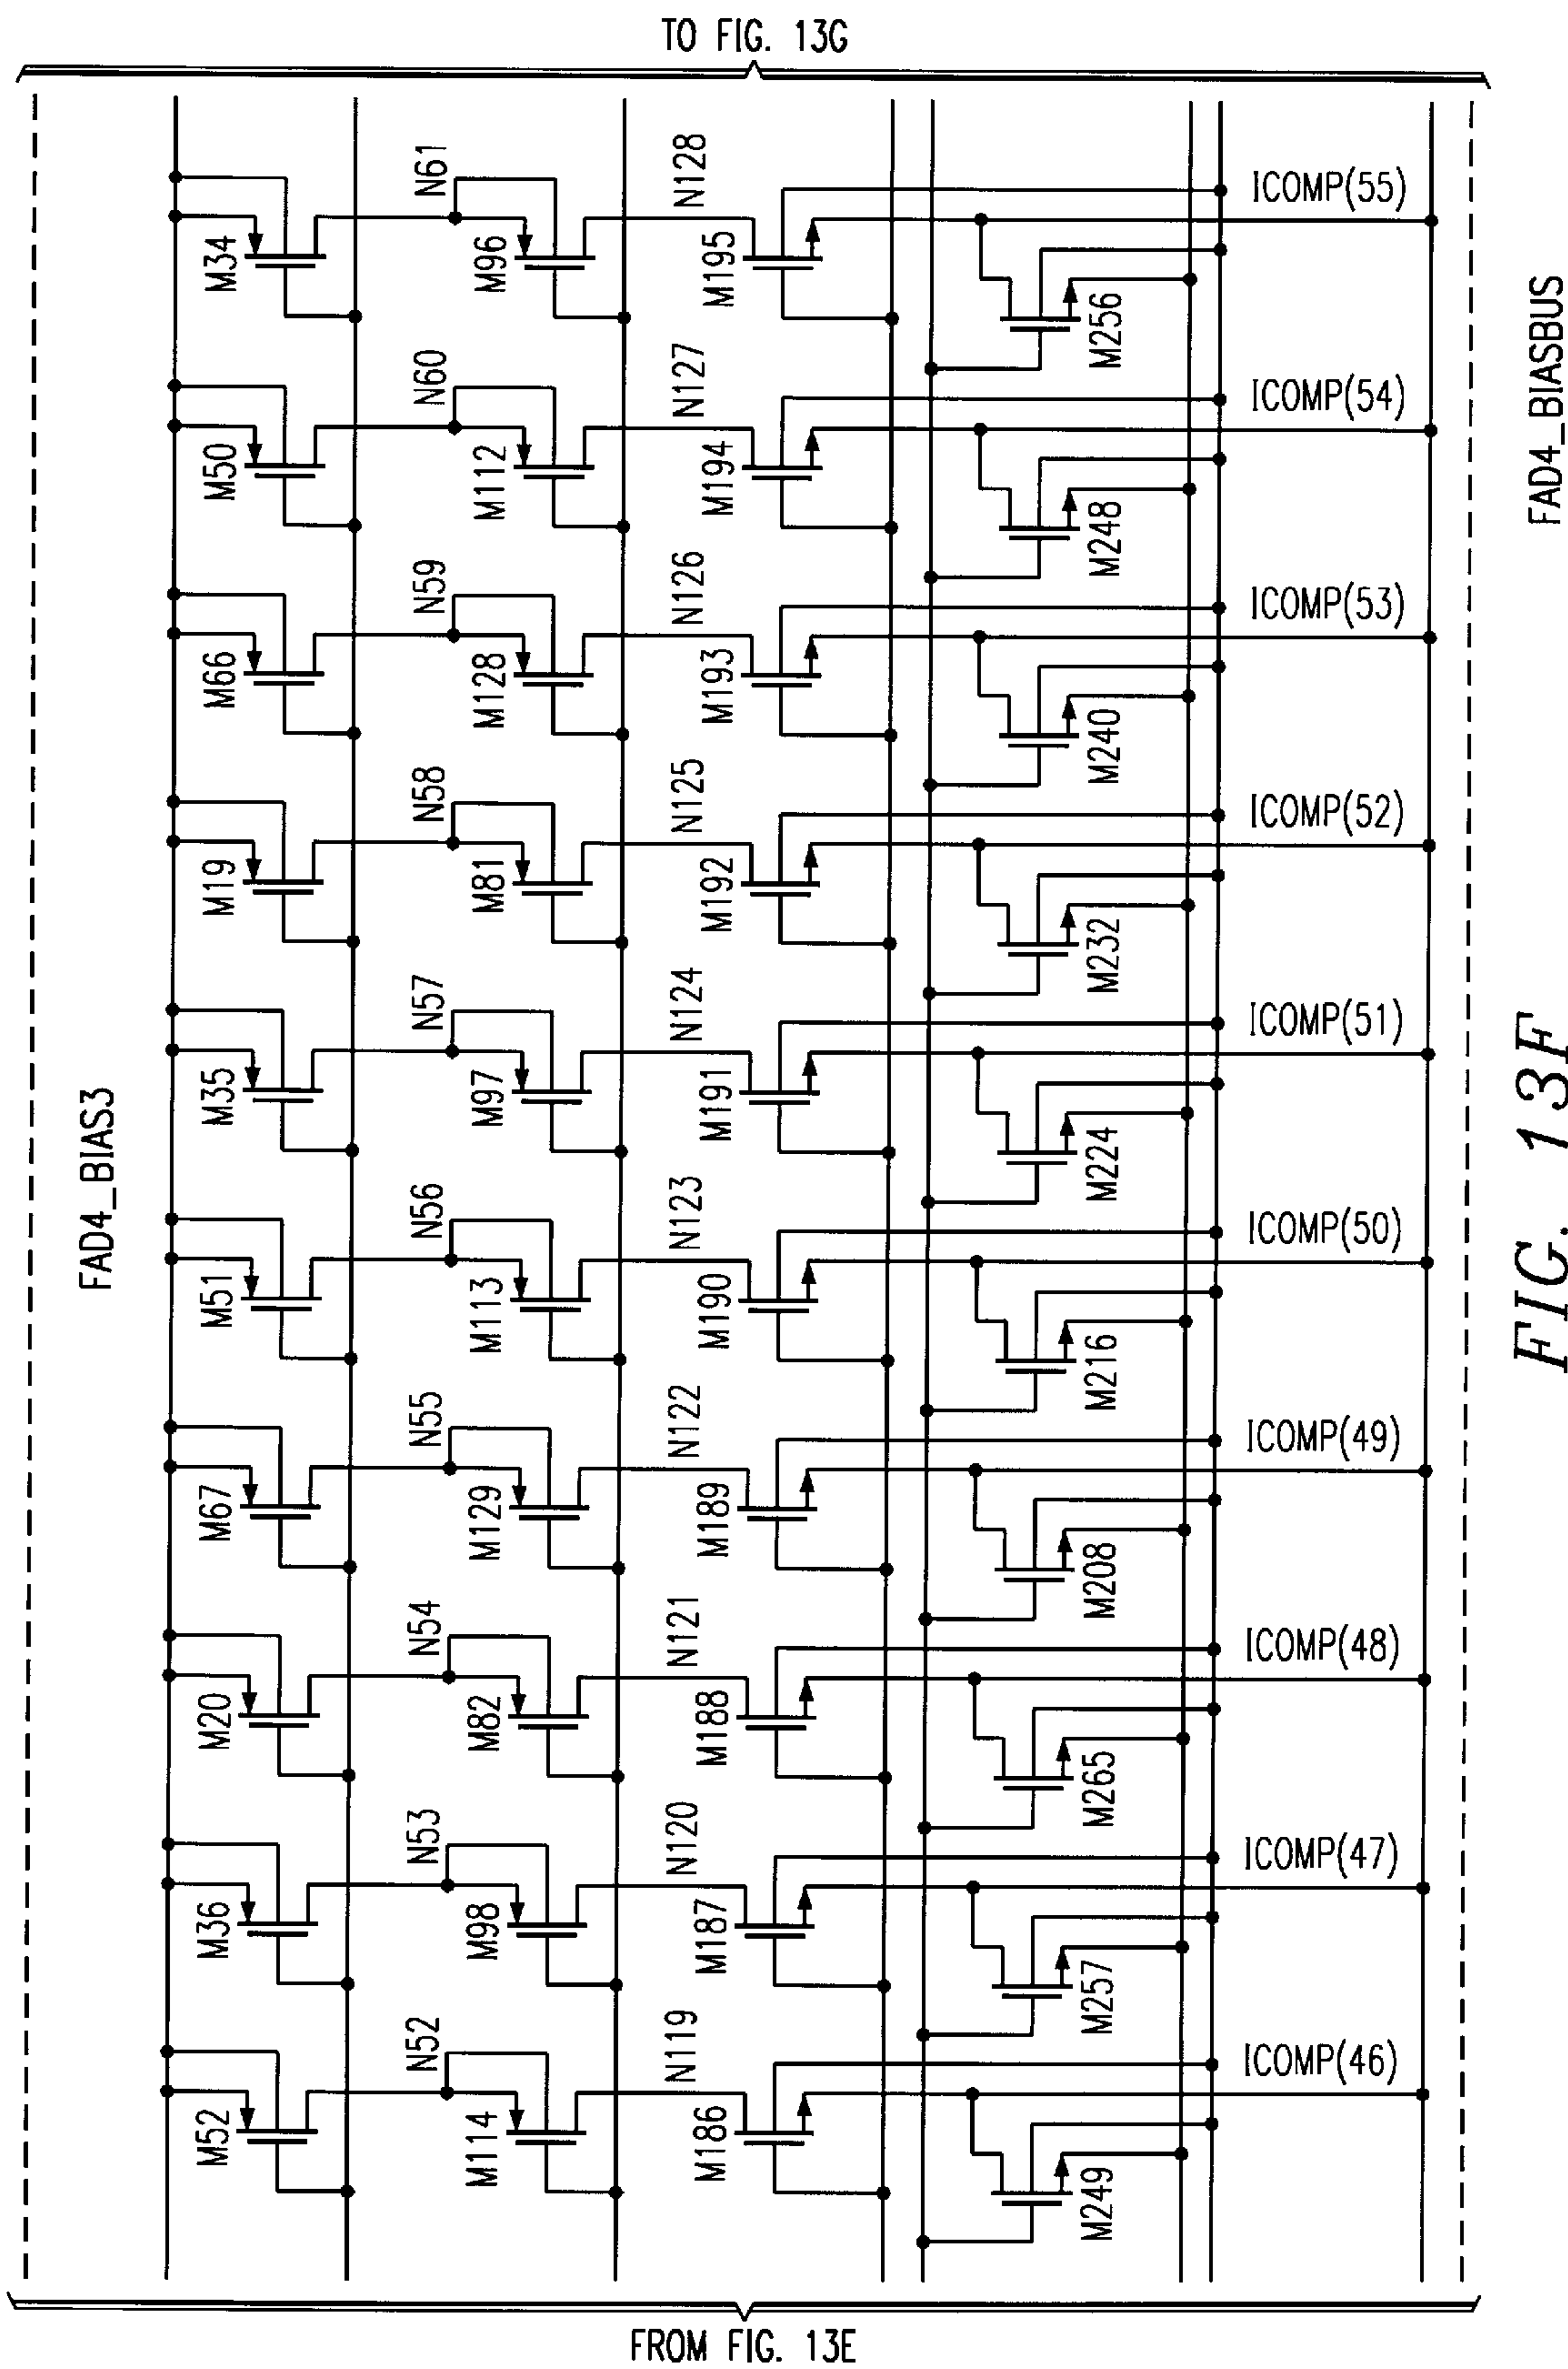 TO FIG. 13G
FAD4_BIAS3
M34 N61 M96 N128 M195 M256 ICOMP(55)
M50 N60 M112 N127 M194 M248 ICOMP(54)
M66 N59 M128 N126 M193 M240 ICOMP(53)
M19 N58 M81 N125 M192 M232 ICOMP(52)
M35 N57 M97 N124 M191 M224 ICOMP(51)
M51 N56 M113 N123 M190 M216 ICOMP(50)
M67 N55 M129 N122 M189 M208 ICOMP(49)
M20 N54 M82 N121 M188 M265 ICOMP(48)
M36 N53 M98 N120 M187 M257 ICOMP(47)
M52 N52 M114 N119 M186 M249 ICOMP(46)
FAD4_BIASBUS
FROM FIG. 13E
FIG. 13F